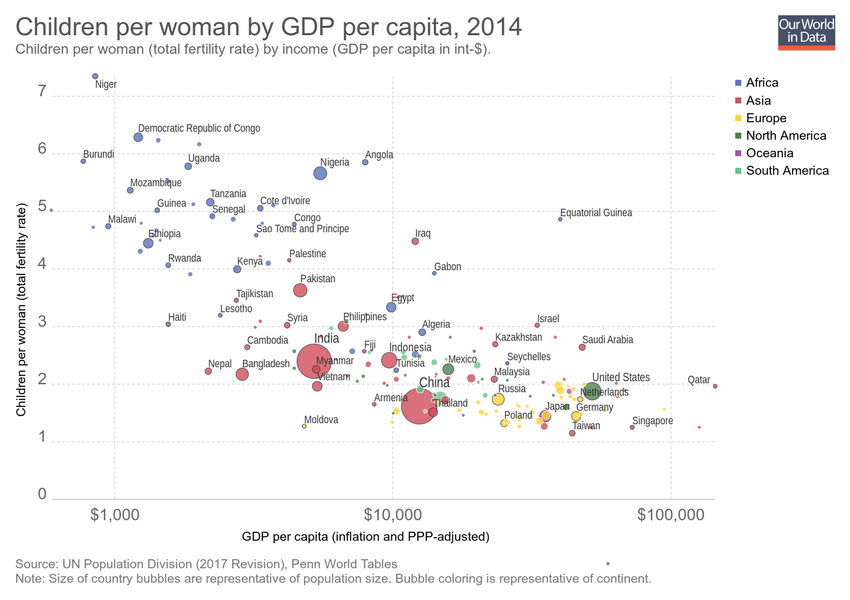 Children per woman by GDP per capita, 2014
Children per woman (total fertility rate) by income (GDP per capita in int-$).
Our World
in Data
Africa
Asia
Europe
North America
Oceania
South America
Children per woman (total fertility rate)
7
6
5
4
3
2
1
0
Niger
Democratic Republic of Congo
Burundi
Uganda
Nigeria
Angola
Mozambique
Tanzania
Guinea
Senegal
Cote d'Ivoire
Congo
Equatorial Guinea
Malawi
Ethiopia
Sao Tome and Principe
Iraq
Rwanda
Kenya
Palestine
Gabon
Pakistan
Tajikistan
Egypt
Lesotho
Haiti
Syria
Philippines
Algeria
Israel
Cambodia
India
Fiji
Indonesia
Kazakhstan
Saudi Arabia
Nepal
Bangladesh
Myanmar
Tunisia
Mexico
Seychelles
Vietnam
China
Malaysia
United States
Qatar
Armenia
Thailand
Russia
Netherlands
Moldova
Poland
Japan
Germany
Taiwan
Singapore
$1,000
$10,000
$100,000
GDP per capita (inflation and PPP-adjusted)
Source: UN Population Division (2017 Revision), Penn World Tables
Note: Size of country bubbles are representative of population size. Bubble coloring is representative of continent.